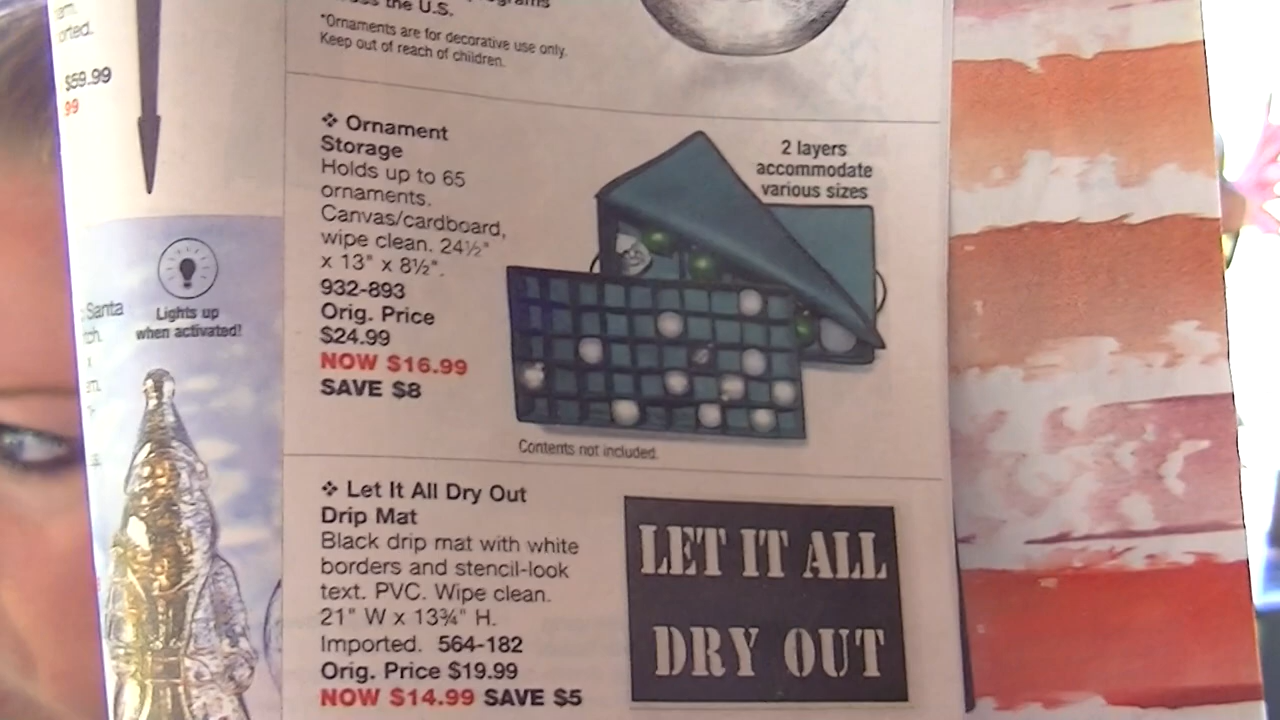 orted.
$59.99
99
Santa
Lights up
when activated!
the U.S.
*Ornaments are for decorative use only.
Keep out of reach of children.
❖ Ornament
Storage
Holds up to 65
ornaments.
Canvas/cardboard,
wipe clean. 24½"
x 13" x 8½".
932-893
Orig. Price
$24.99
NOW $16.99
SAVE $8
2 layers
accommodate
various sizes
Contents not included.
❖ Let It All Dry Out
Drip Mat
Black drip mat with white
borders and stencil-look
text. PVC. Wipe clean.
21" W x 13¾" H.
Imported. 564-182
Orig. Price $19.99
NOW $14.99 SAVE $5
LET IT ALL
DRY OUT